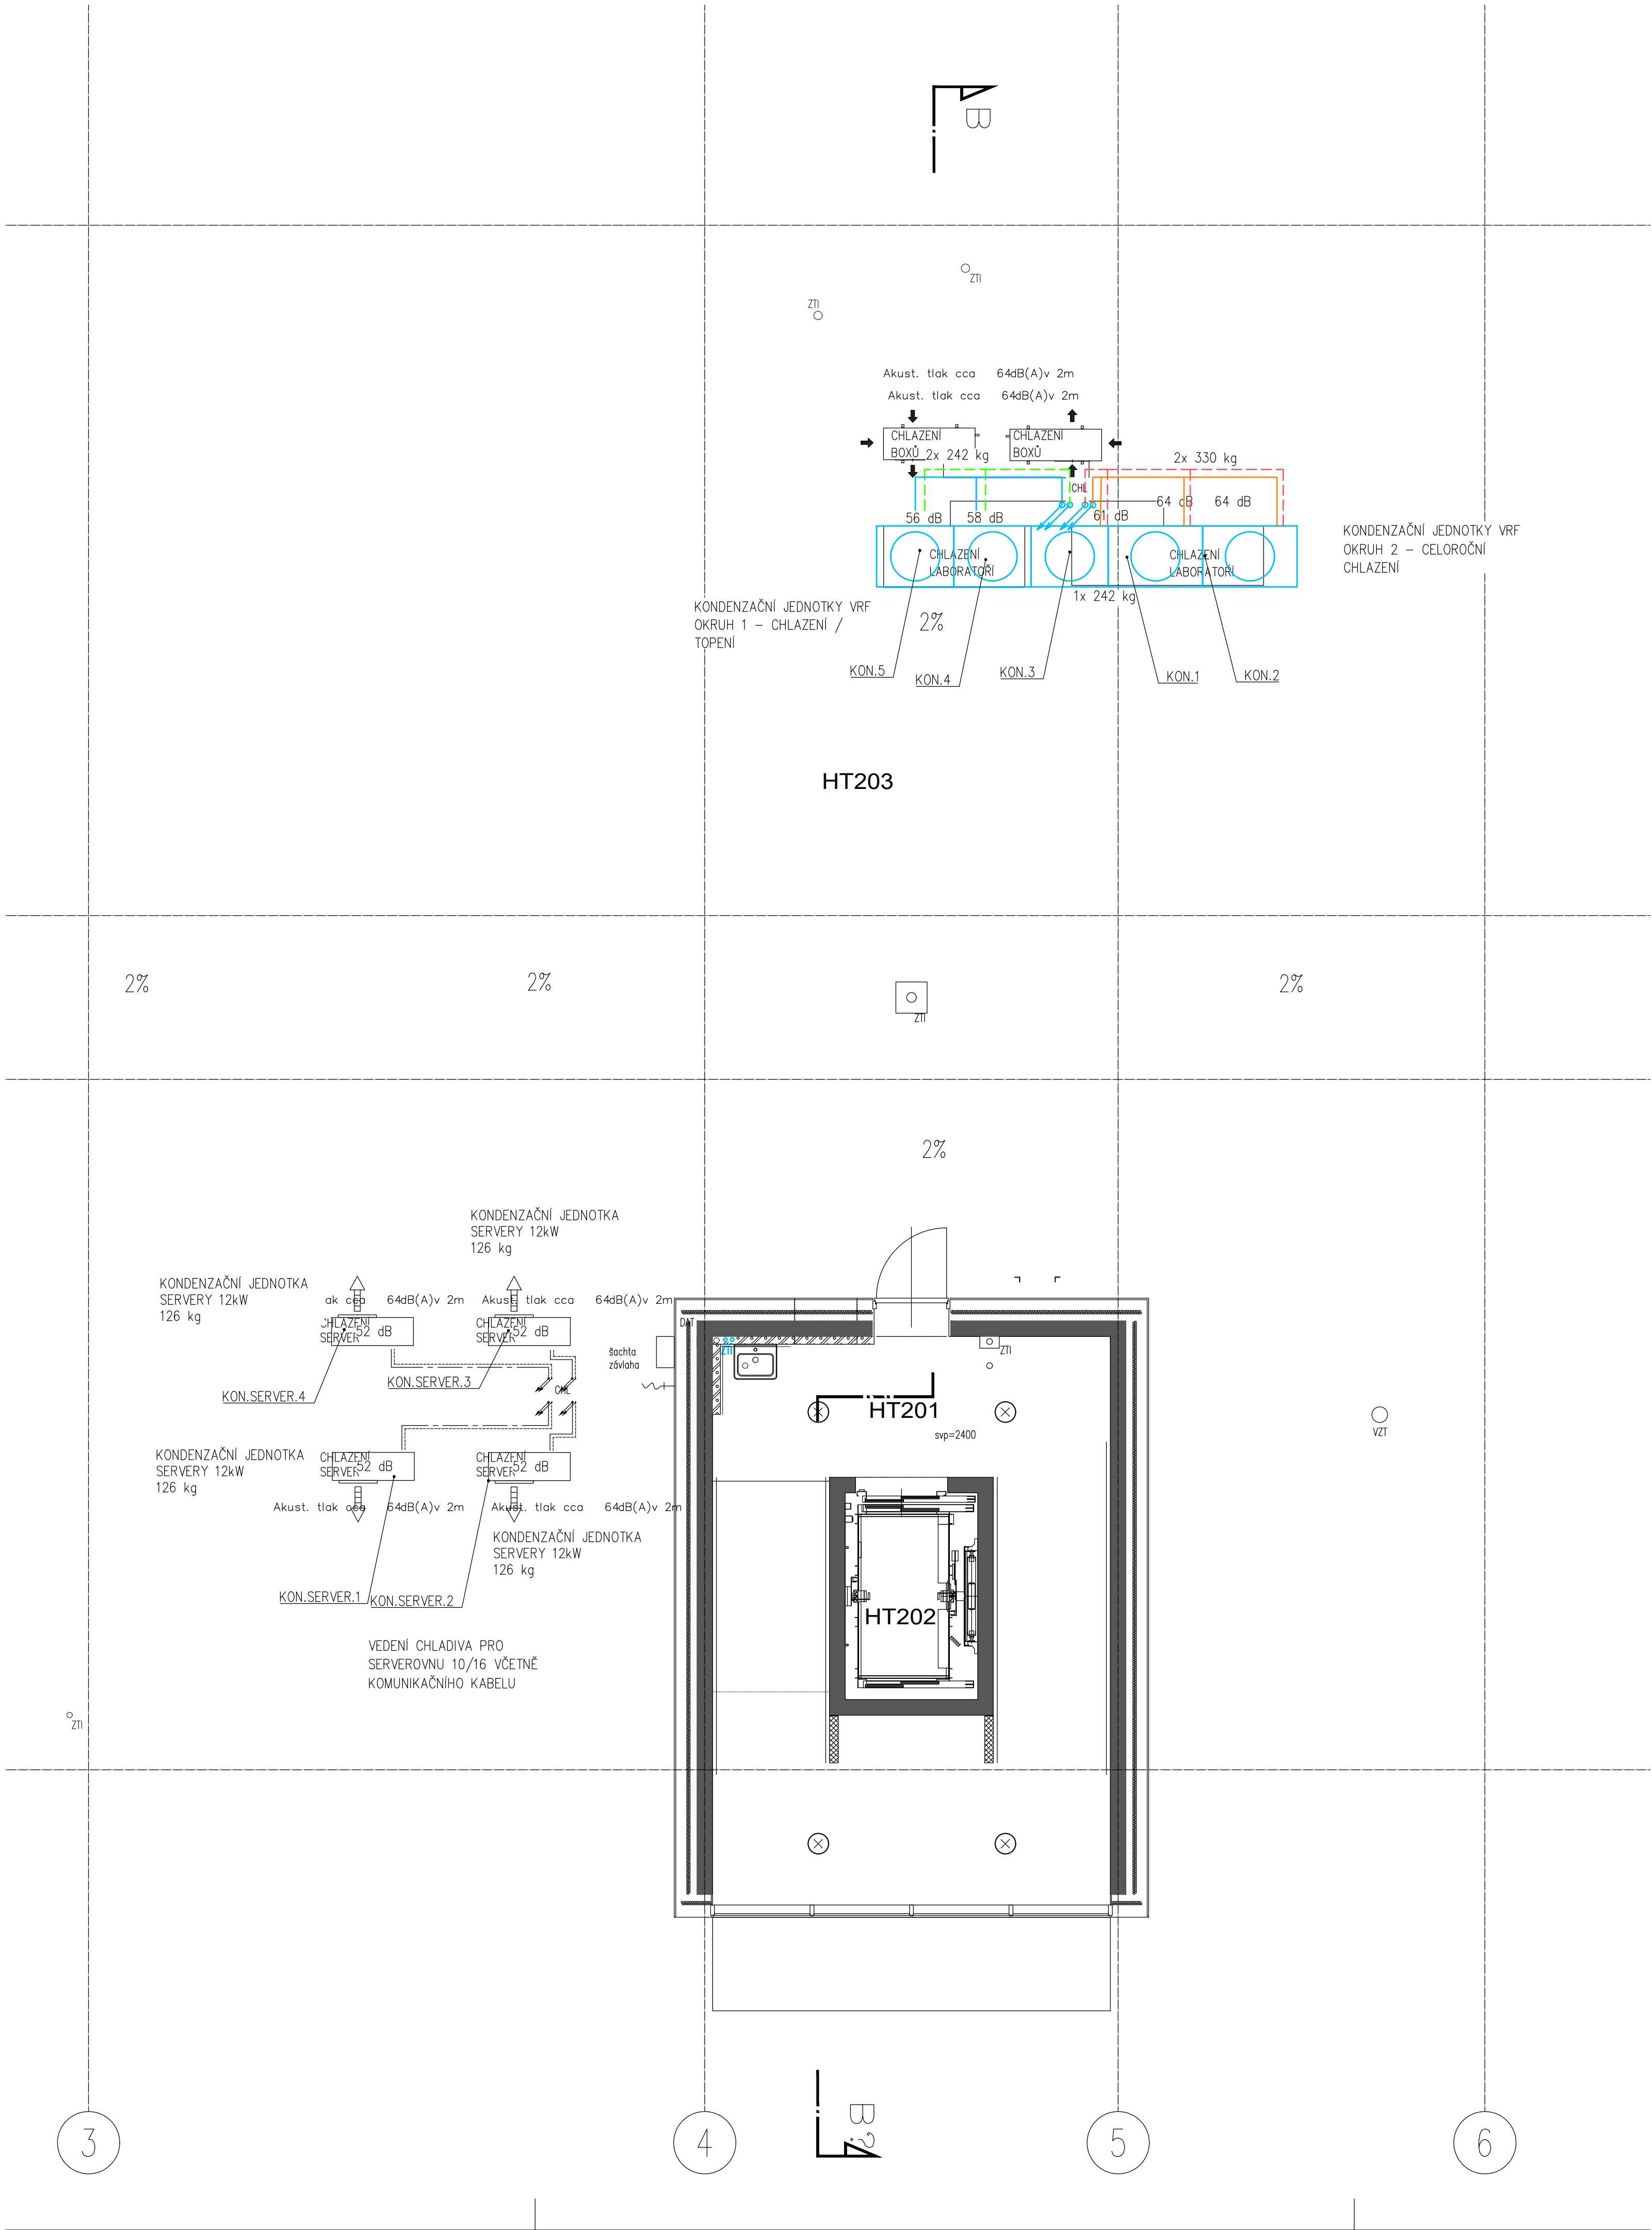 B
ZTI
ZTI
Akust. tlak cca 64dB(A)v 2m
Akust. tlak cca 64dB(A)v 2m
CHLAZENÍ
BOXŮ
CHLAZENÍ
BOXŮ
2x 242 kg
2x 330 kg
CHL
56 dB
58 dB
61 dB
64 dB
64 dB
CHLAZENÍ
LABORATOŘÍ
CHLAZENÍ
LABORATOŘÍ
1x 242 kg
KONDENZAČNÍ JEDNOTKY VRF
OKRUH 2 – CELOROČNÍ
CHLAZENÍ
KONDENZAČNÍ JEDNOTKY VRF
OKRUH 1 – CHLAZENÍ /
TOPENÍ
2%
KON.5
KON.4
KON.3
KON.1
KON.2
HT203
2%
2%
2%
ZTI
2%
KONDENZAČNÍ JEDNOTKA
SERVERY 12kW
126 kg
KONDENZAČNÍ JEDNOTKA
SERVERY 12kW
126 kg
ak cca 64dB(A)v 2m
Akust. tlak cca 64dB(A)v 2m
CHLAZENÍ
SERVER
52 dB
CHLAZENÍ
SERVER
52 dB
DAT
ZTI
ZTI
šachta
závlaha
KON.SERVER.4
KON.SERVER.3
CHL
HT201
svp=2400
VZT
KONDENZAČNÍ JEDNOTKA
SERVERY 12kW
126 kg
CHLAZENÍ
SERVER
52 dB
CHLAZENÍ
SERVER
52 dB
Akust. tlak cca 64dB(A)v 2m
Akust. tlak cca 64dB(A)v 2m
KONDENZAČNÍ JEDNOTKA
SERVERY 12kW
126 kg
KON.SERVER.1
KON.SERVER.2
HT202
VEDENÍ CHLADIVA PRO
SERVEROVNU 10/16 VČETNĚ
KOMUNIKAČNÍHO KABELU
ZTI
B?
3
4
5
6